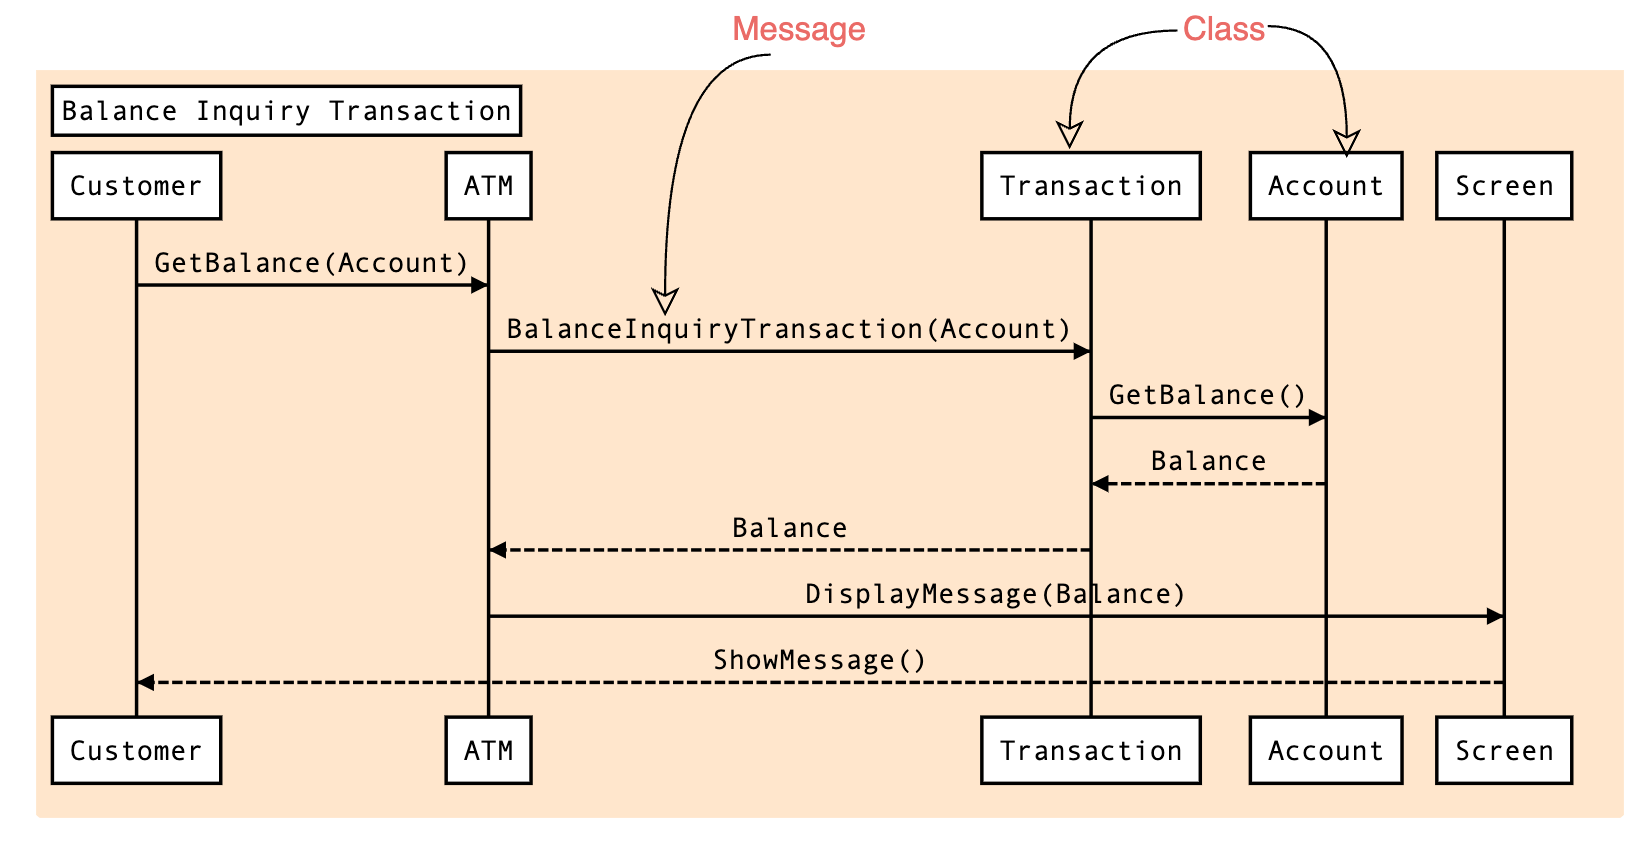 Message
Class
Balance Inquiry Transaction
Customer
ATM
Transaction
Account
Screen
GetBalance(Account)
BalanceInquiryTransaction(Account)
GetBalance()
Balance
Balance
DisplayMessage(Balance)
ShowMessage()
Customer
ATM
Transaction
Account
Screen